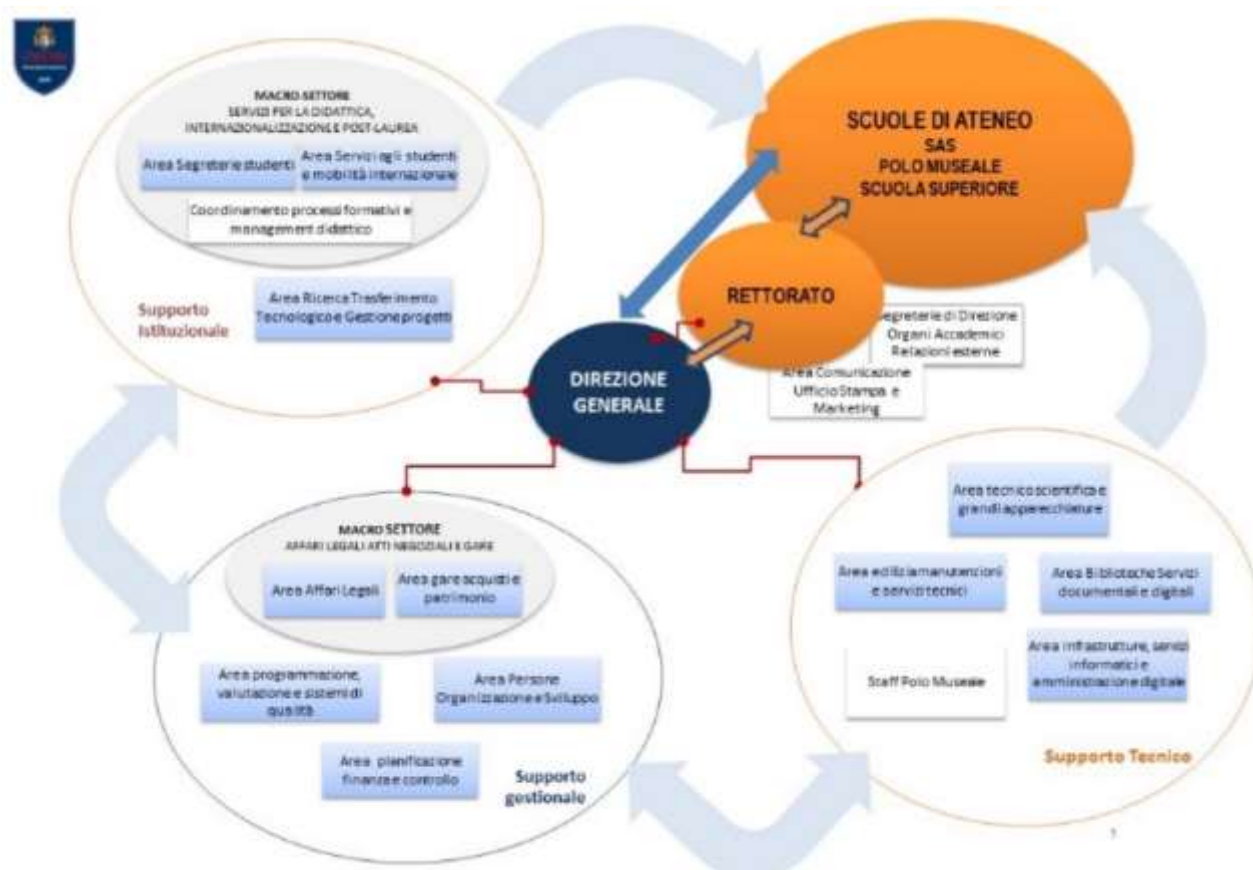 MACRO SETTORE
SERVIZI PER LA DIDATTICA,
INTERNAZIONALIZZAZIONE E POST-LAUREA
Area Segreterie studenti
Area Servizi agli studenti
e mobilità internazionale
Coordinamento processi formativi e
management didattico
Supporto
Istituzionale
Area Ricerca Trasferimento
Tecnologico e Gestione progetti
SCUOLE DI ATENEO
SAS
POLO MUSEALE
SCUOLA SUPERIORE
RETTORATO
egreterie di Direzione
Organi Accademici
Relazioni esterne
Area Comunicazione
Ufficio Stampa e
Marketing
DIREZIONE
GENERALE
MACRO SETTORE
AFFARI LEGALI ATTI NEGOZIALI E GARE
Area Affari Legali
Area gare acquisti e
patrimonio
Area programmazione,
valutazione e sistemi di
qualità
Area Persone
Organizzazione e Sviluppo
Area planificazione
finanza e controllo
Supporto
gestionale
Area tecnico scientifica e
grandi apparecchiature
Area edilizia manutenzioni
e servizi tecnici
Area Biblioteche Servizi
documentali e digitali
Staff Polo Museale
Area infrastrutture, servizi
informatici e
amministrazione digitale
Supporto Tecnico